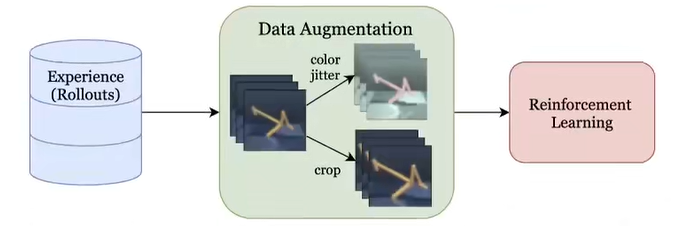 Experience
(Rollouts)
Data Augmentation
color
jitter
crop
Reinforcement
Learning